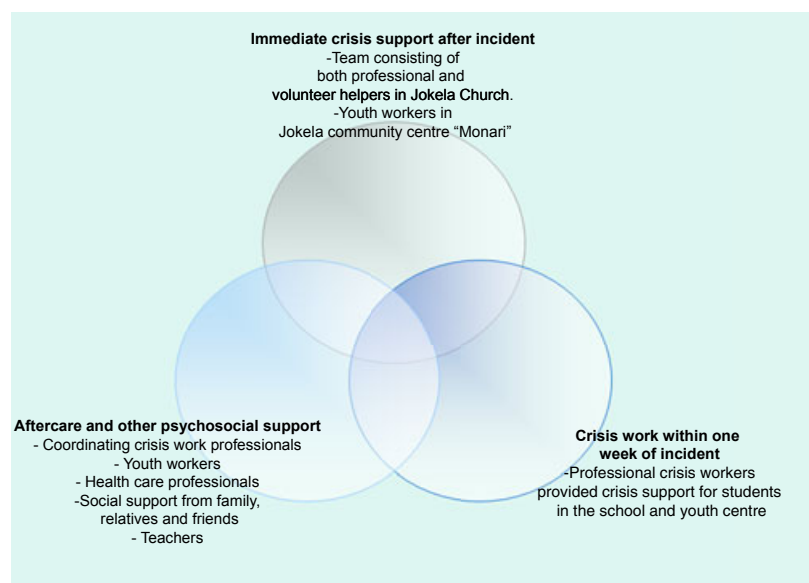 Immediate crisis support after incident
-Team consisting of
both professional and
volunteer helpers in Jokela Church.
-Youth workers in
Jokela community centre “Monari”
Aftercare and other psychosocial support
- Coordinating crisis work professionals
- Youth workers
- Health care professionals
-Social support from family,
relatives and friends
- Teachers
Crisis work within one
week of incident
-Professional crisis workers
provided crisis support for students
in the school and youth centre